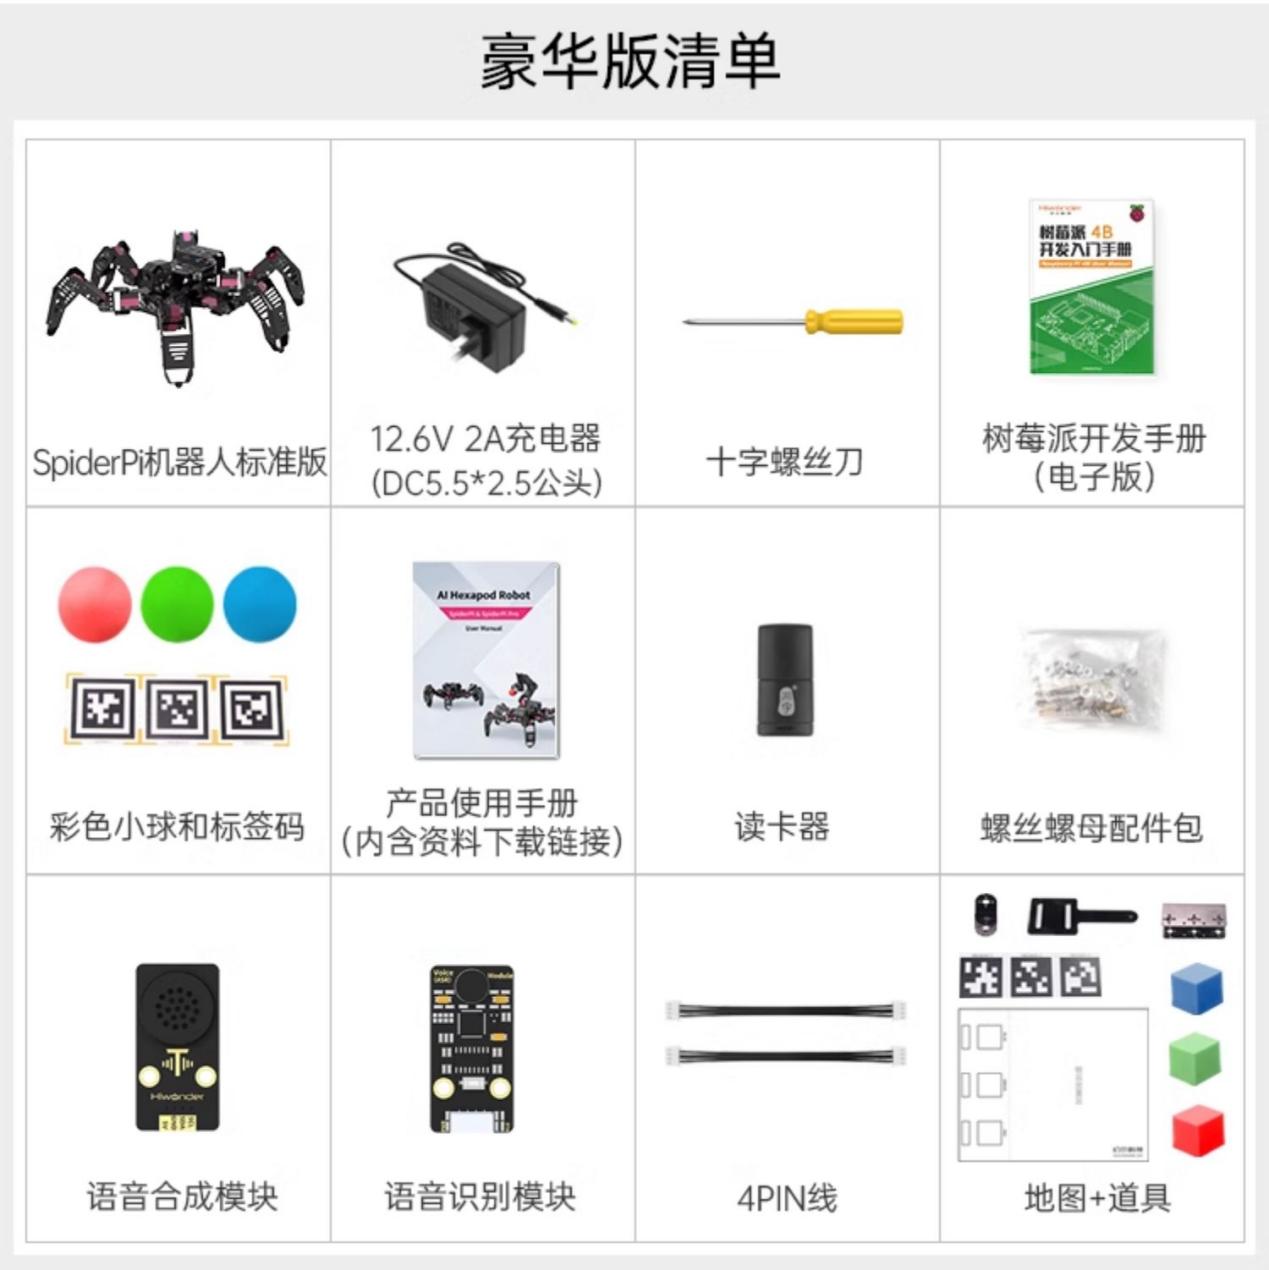 豪华版清单
SpiderPi机器人标准版
12.6V 2A充电器
(DC5.5*2.5公头)
十字螺丝刀
Hiwonder
树莓派 4B
开发入门手册
树莓派开发手册
(电子版)
彩色小球和标签码
AI Hexapod Robot
SpiderPi & SpiderPi Pro
User Manual
产品使用手册
(内含资料下载链接)
读卡器
螺丝螺母配件包
Hiwonder
语音合成模块
Voice Module
(ASR)
语音识别模块
4PIN线
地图+道具